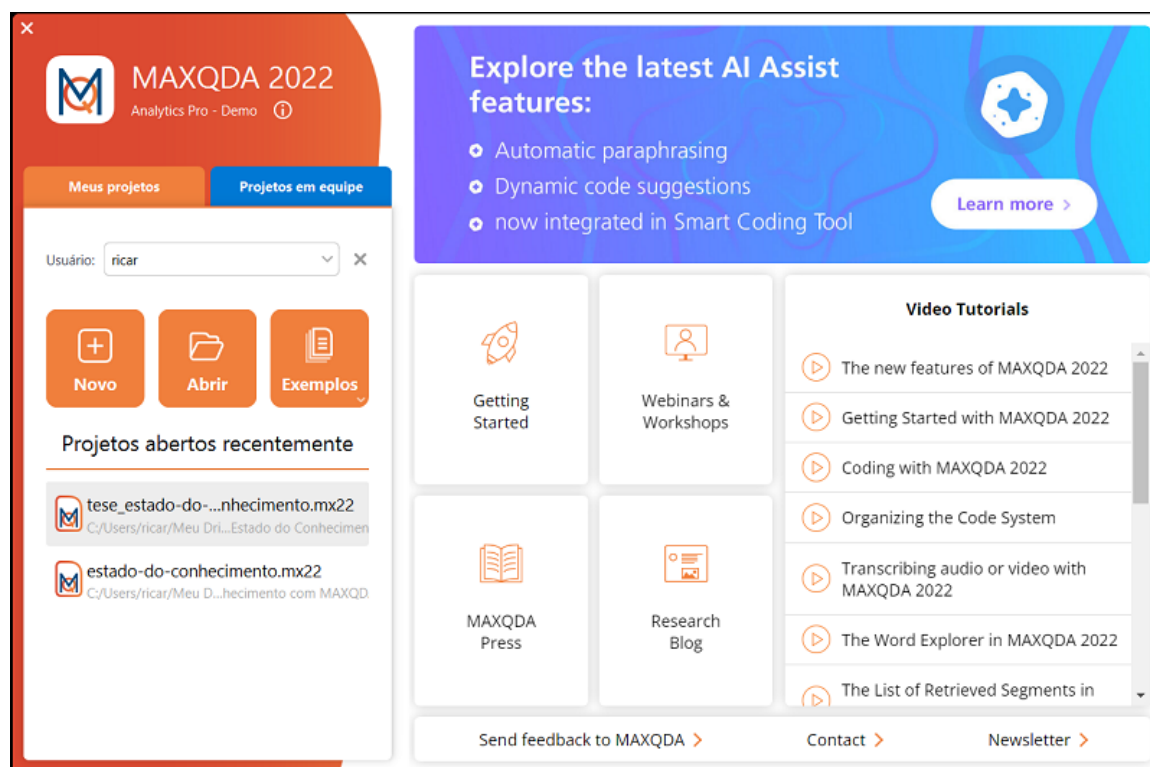 MAXQDA 2022
Analytics Pro - Demo
Meus projetos
Projetos em equipe
Usuário:
ricar
Novo
Abrir
Exemplos
Projetos abertos recentemente
tese_estado-do-...nhecimento.mx22
C:/Users/ricar/Meu Dri...Estado do Conhecimen
estado-do-conhecimento.mx22
C:/Users/ricar/Meu D...hecimento com MAXQD
Explore the latest AI Assist
features:
Automatic paraphrasing
Dynamic code suggestions
now integrated in Smart Coding Tool
Learn more
Getting
Started
Webinars &
Workshops
MAXQDA
Press
Research
Blog
Video Tutorials
The new features of MAXQDA 2022
Getting Started with MAXQDA 2022
Coding with MAXQDA 2022
Organizing the Code System
Transcribing audio or video with
MAXQDA 2022
The Word Explorer in MAXQDA 2022
The List of Retrieved Segments in
Send feedback to MAXQDA
Contact
Newsletter